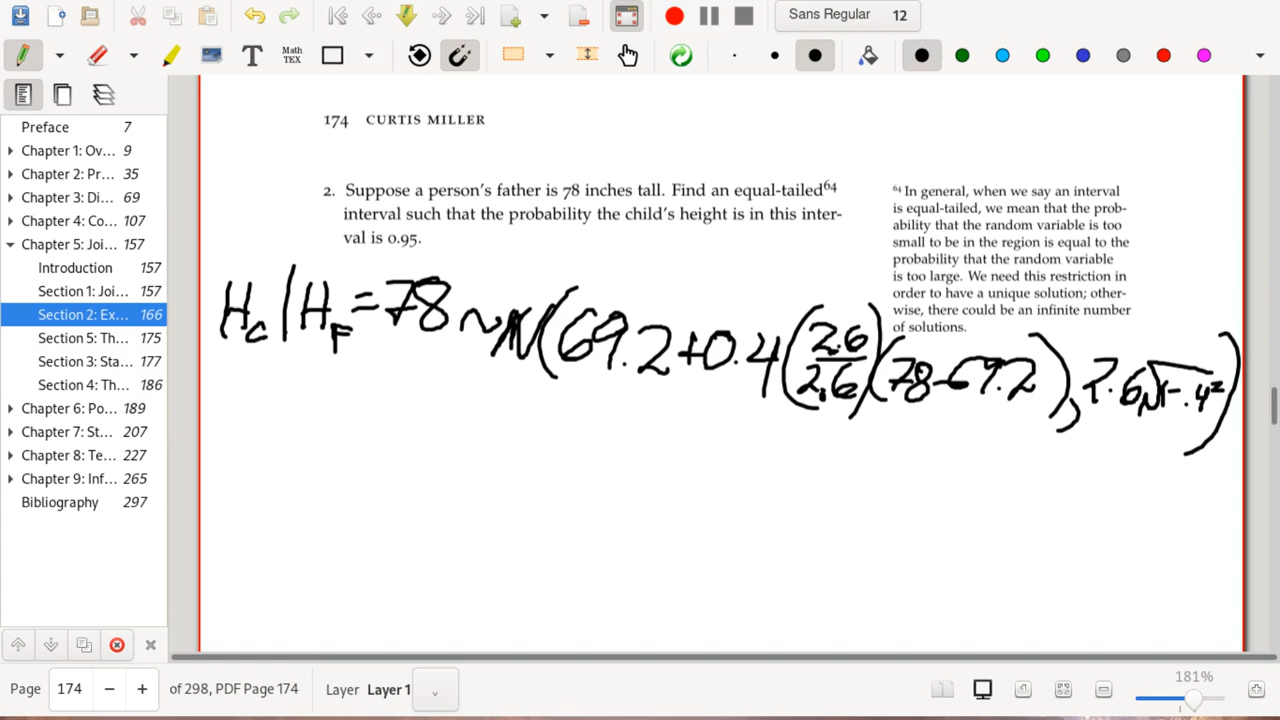 Sans Regular 12
T Math TEX
Preface 7
Chapter 1: Ov... 9
Chapter 2: Pr... 35
Chapter 3: Di... 69
Chapter 4: Co... 107
Chapter 5: Joi... 157
Introduction 157
Section 1: Joi... 157
Section 2: Ex... 166
Section 5: Th... 175
Section 3: Sta... 177
Section 4: Th... 186
Chapter 6: Po... 189
Chapter 7: St... 207
Chapter 8: Te... 227
Chapter 9: Inf... 265
Bibliography 297
174 CURTIS MILLER
2. Suppose a person's father is 78 inches tall. Find an equal-tailed⁶⁴
interval such that the probability the child's height is in this inter-
val is 0.95.
⁶⁴ In general, when we say an interval
is equal-tailed, we mean that the prob-
ability that the random variable is too
small to be in the region is equal to the
probability that the random variable
is too large. We need this restriction in
order to have a unique solution; other-
wise, there could be an infinite number
of solutions.
H_C | H_F = 78 ~ N(69.2 + 0.4(2.6/2.6)(78-69.2), 2.6√1-.4²)
Page 174 of 298, PDF Page 174 Layer Layer 1 181%